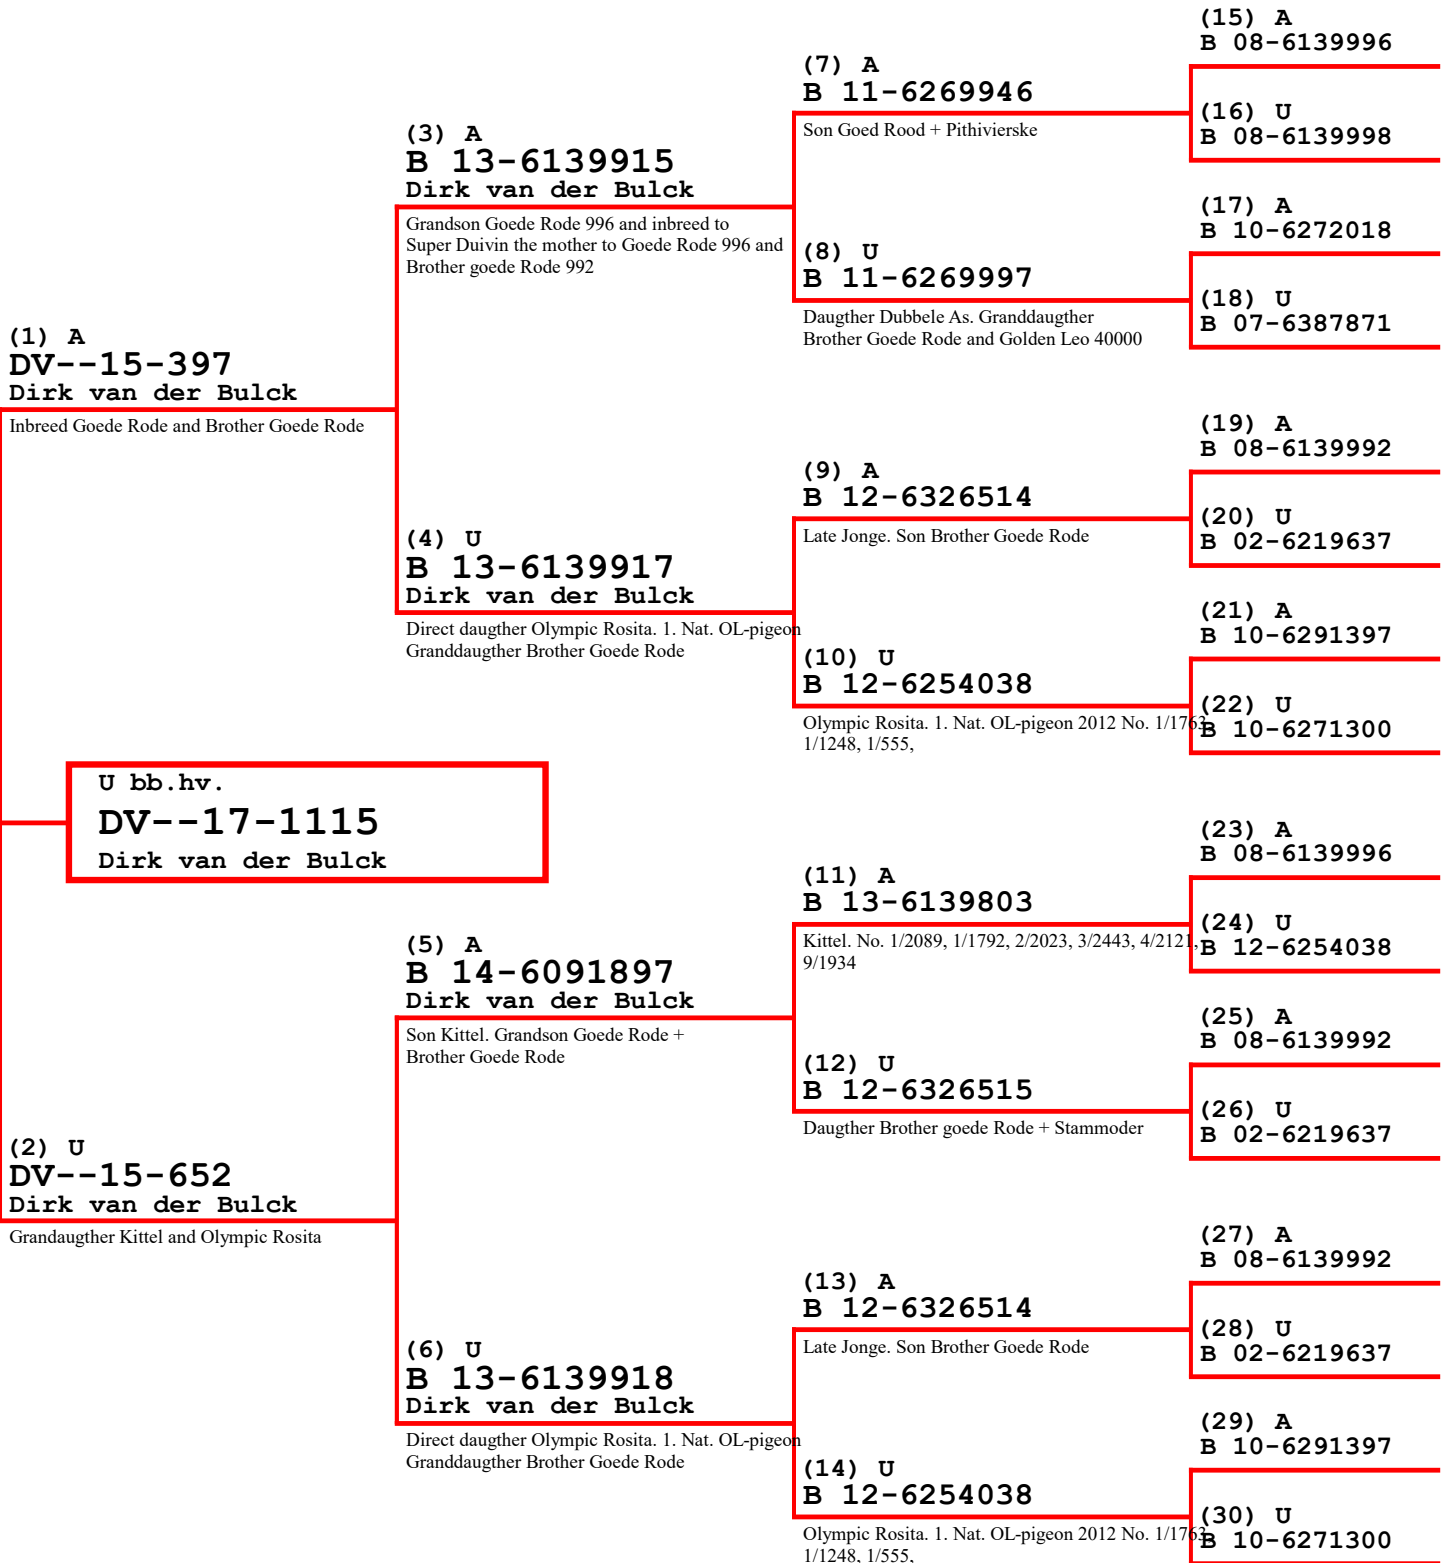 (1) A
DV--15-397
Dirk van der Bulck
Inbreed Goede Rode and Brother Goede Rode
U bb.hv.
DV--17-1115
Dirk van der Bulck
(2) U
DV--15-652
Dirk van der Bulck
Grandaugther Kittel and Olympic Rosita
(3) A
B 13-6139915
Dirk van der Bulck
Grandson Goede Rode 996 and inbreed to
Super Duivin the mother to Goede Rode 996 and
Brother goede Rode 992
(4) U
B 13-6139917
Dirk van der Bulck
Direct daugther Olympic Rosita. 1. Nat. OL-pigeon
Granddaugther Brother Goede Rode
(5) A
B 14-6091897
Dirk van der Bulck
Son Kittel. Grandson Goede Rode +
Brother Goede Rode
(6) U
B 13-6139918
Dirk van der Bulck
Direct daugther Olympic Rosita. 1. Nat. OL-pigeon
Granddaugther Brother Goede Rode
(7) A
B 11-6269946
Son Goed Rood + Pithivierske
(8) U
B 11-6269997
Daugther Dubbele As. Granddaugther
Brother Goede Rode and Golden Leo 40000
(9) A
B 12-6326514
Late Jonge. Son Brother Goede Rode
(10) U
B 12-6254038
Olympic Rosita. 1. Nat. OL-pigeon 2012 No. 1/1763,
1/1248, 1/555,
(11) A
B 13-6139803
Kittel. No. 1/2089, 1/1792, 2/2023, 3/2443, 4/2121,
9/1934
(12) U
B 12-6326515
Daugther Brother goede Rode + Stammoder
(13) A
B 12-6326514
Late Jonge. Son Brother Goede Rode
(14) U
B 12-6254038
Olympic Rosita. 1. Nat. OL-pigeon 2012 No. 1/1763,
1/1248, 1/555,
(15) A
B 08-6139996
(16) U
B 08-6139998
(17) A
B 10-6272018
(18) U
B 07-6387871
(19) A
B 08-6139992
(20) U
B 02-6219637
(21) A
B 10-6291397
(22) U
B 10-6271300
(23) A
B 08-6139996
(24) U
B 12-6254038
(25) A
B 08-6139992
(26) U
B 02-6219637
(27) A
B 08-6139992
(28) U
B 02-6219637
(29) A
B 10-6291397
(30) U
B 10-6271300